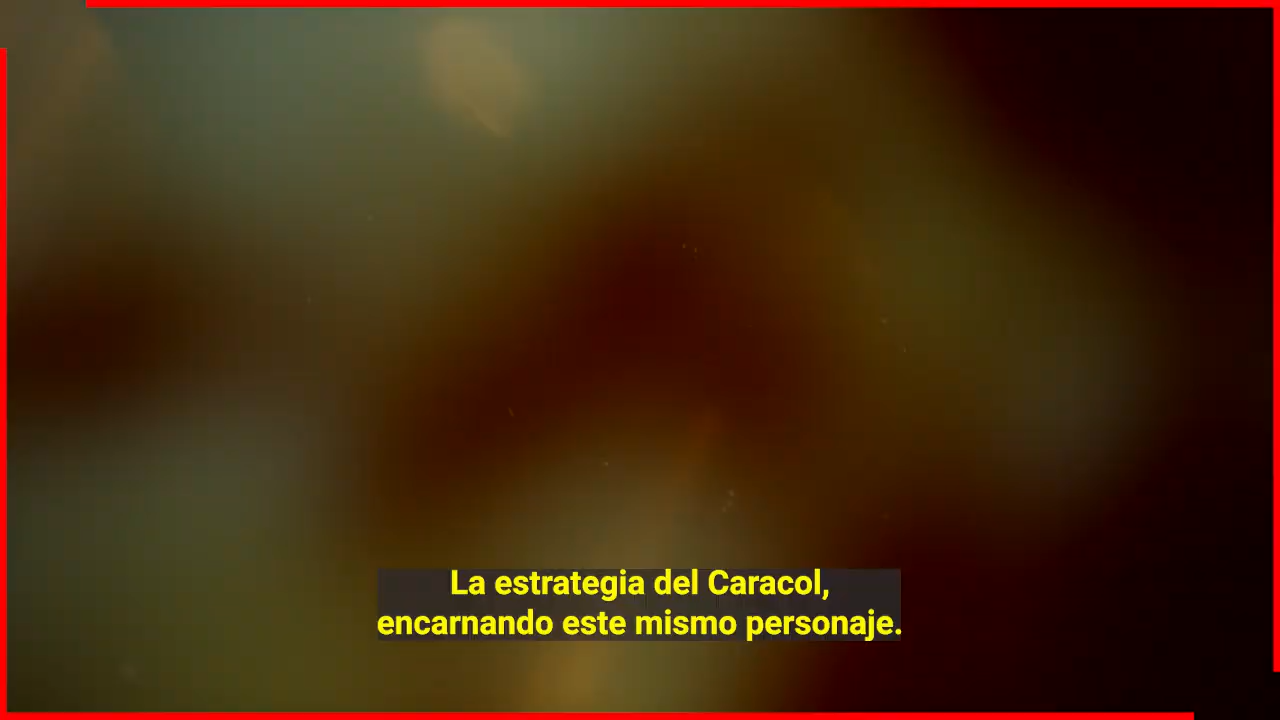 La estrategia del Caracol,
encarnando este mismo personaje.